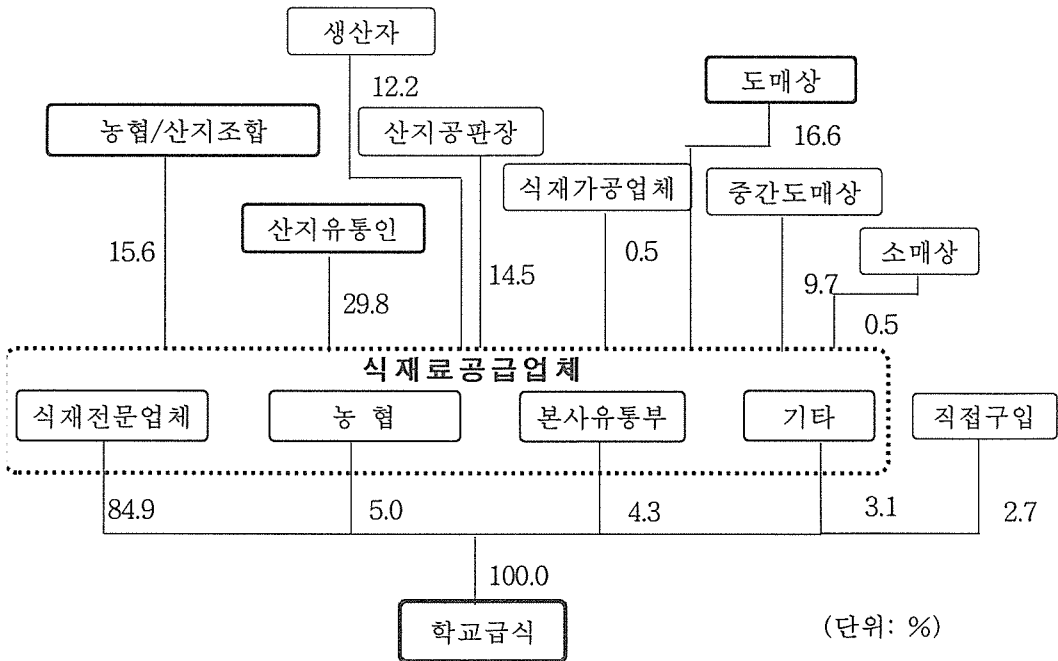 생산자
12.2
도매상
16.6
농협/산지조합
산지공판장
식재가공업체
중간도매상
산지유통인
소매상
15.6
29.8
14.5
0.5
9.7
0.5
식재료공급업체
식재전문업체
농 협
본사유통부
기타
직접구입
84.9
5.0
4.3
3.1
2.7
100.0
학교급식
(단위: %)